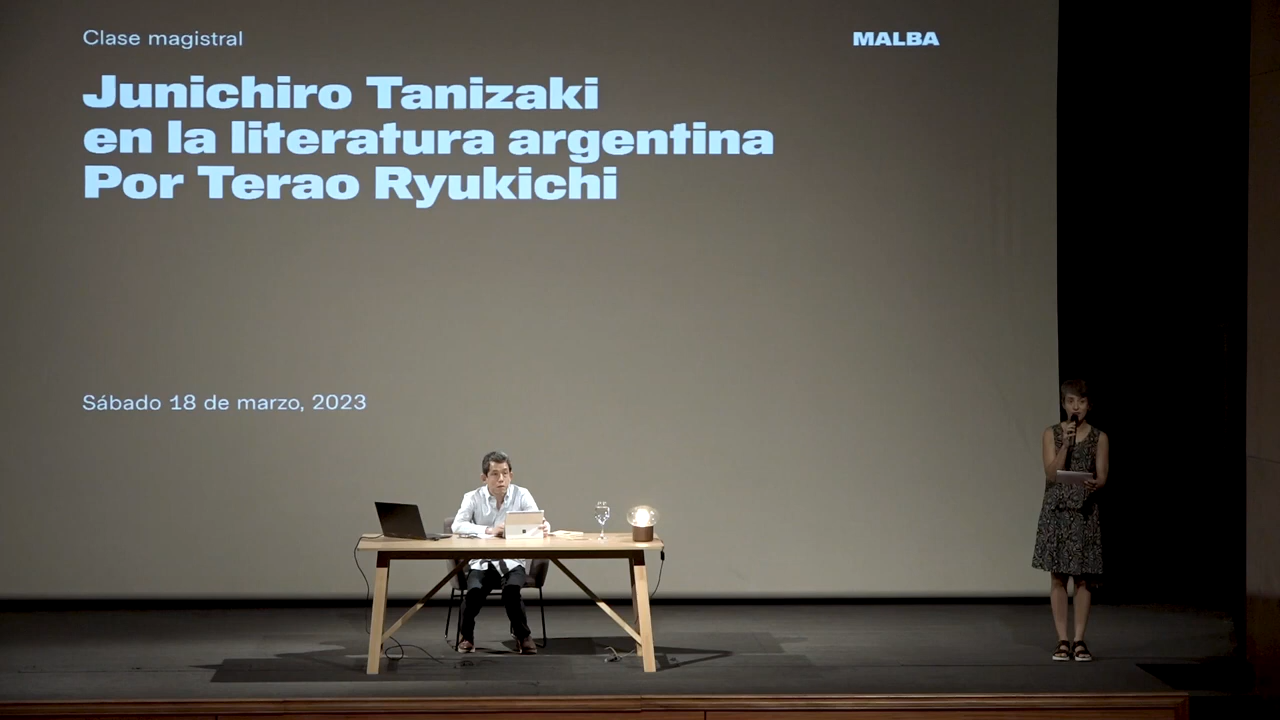 Clase magistral
MALBA
Junichiro Tanizaki
en la literatura argentina
Por Terao Ryukichi
Sábado 18 de marzo, 2023